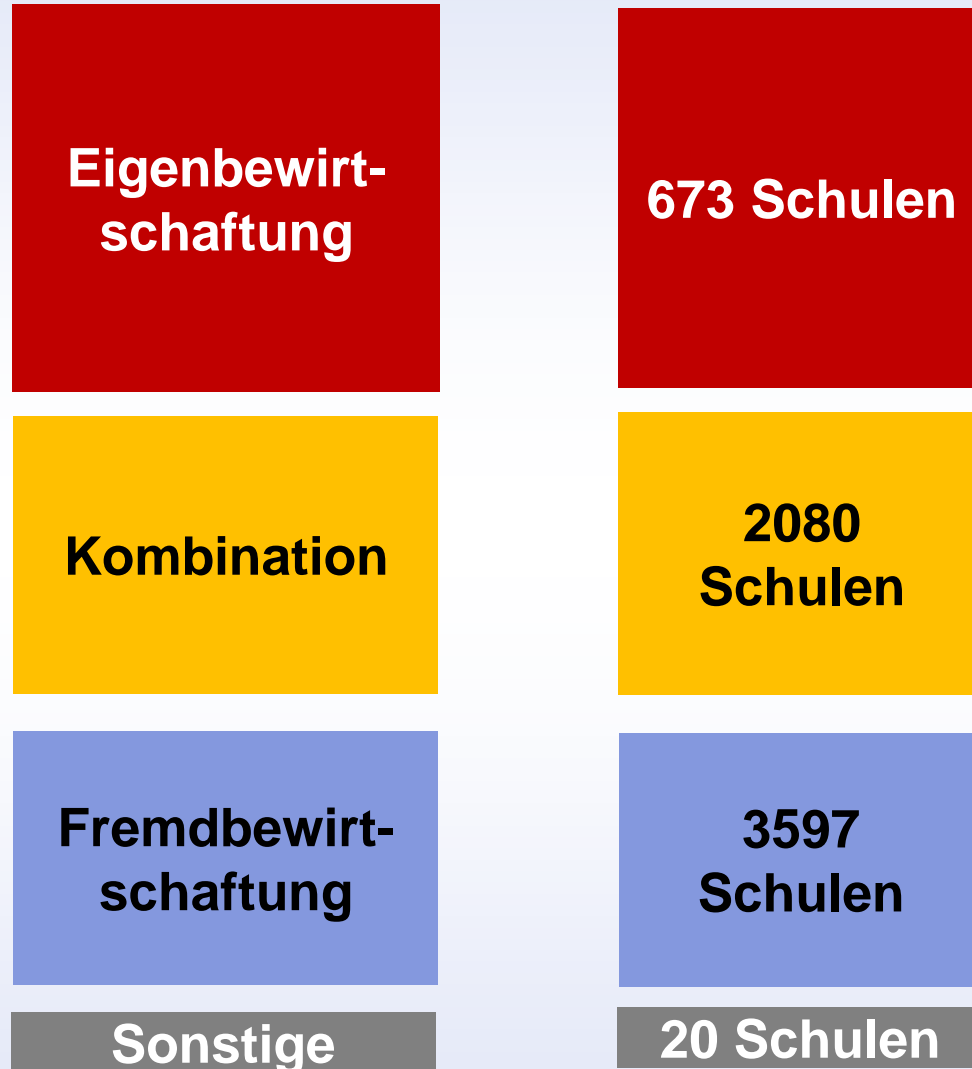 Eigenbewirt-
schaftung
673 Schulen
Kombination
2080
Schulen
Fremdbewirt-
schaftung
3597
Schulen
Sonstige
20 Schulen